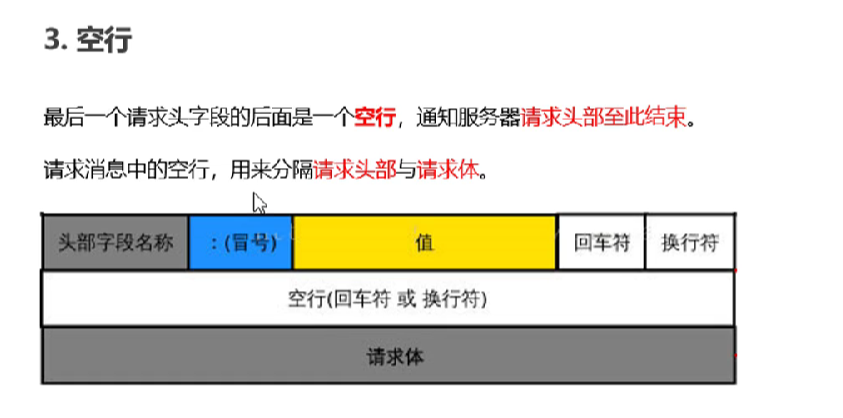 3. 空行
最后一个请求头字段的后面是一个空行，通知服务器请求头部至此结束。
请求消息中的空行，用来分隔请求头部与请求体。
头部字段名称 ：(冒号) 值 回车符 换行符
空行(回车符 或 换行符)
请求体